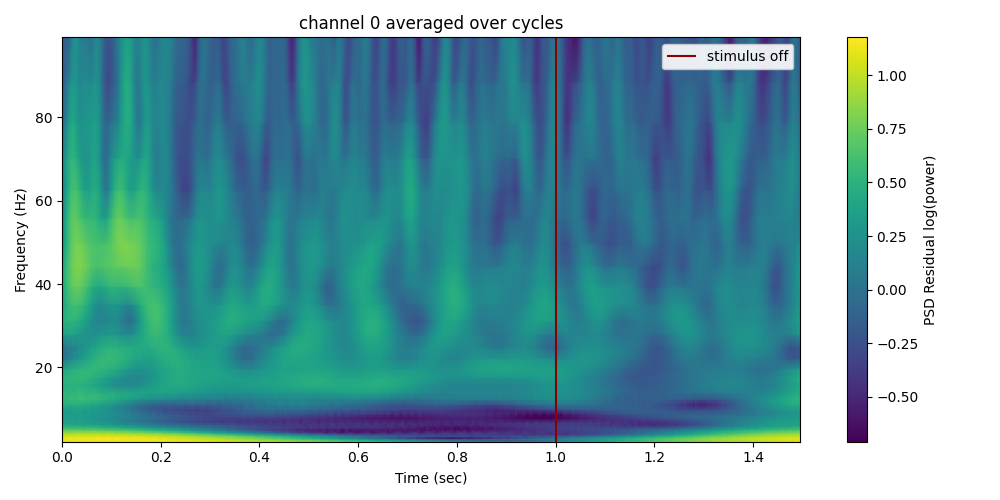 channel 0 averaged over cycles
stimulus off
Frequency (Hz)
80
60
40
20
0.0 0.2 0.4 0.6 0.8 1.0 1.2 1.4
Time (sec)
1.00
0.75
0.50
0.25
0.00
−0.25
−0.50
PSD Residual log(power)